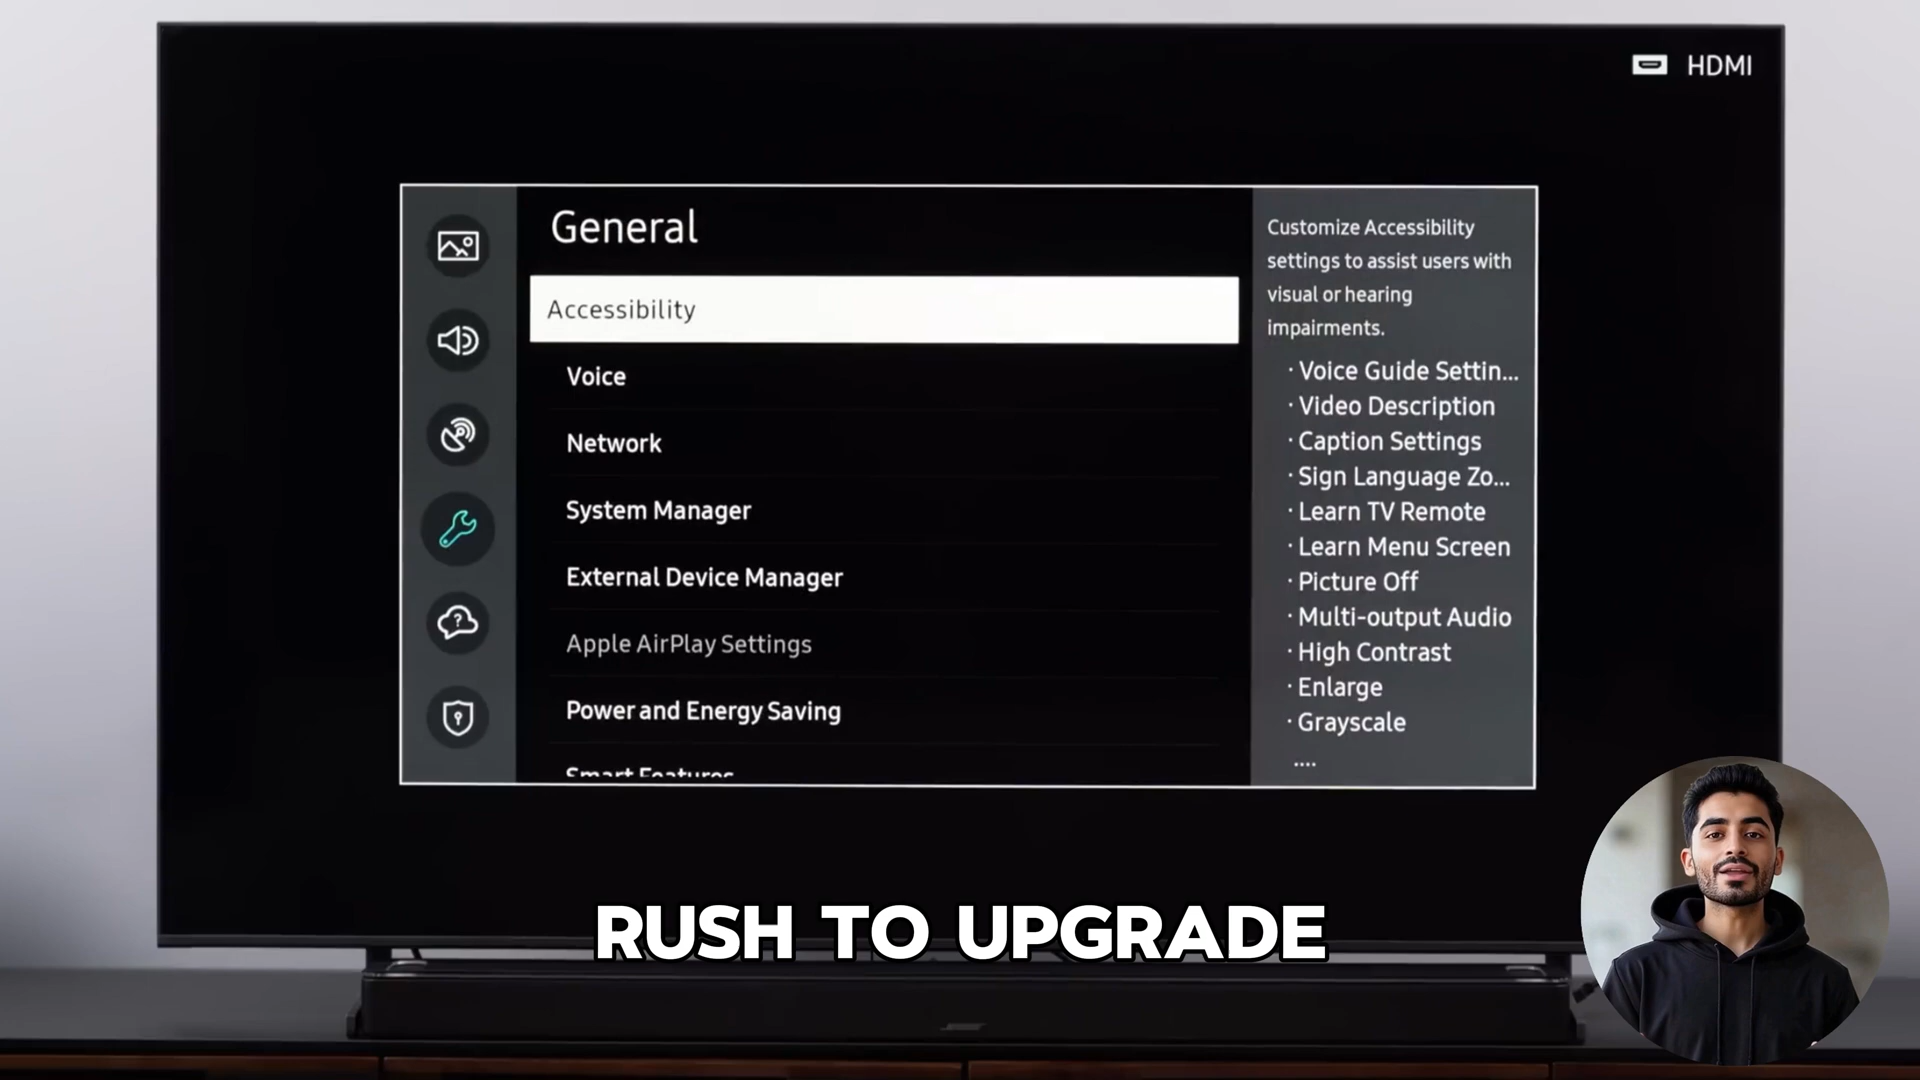 HDMI
General
Accessibility
Voice
Network
System Manager
External Device Manager
Apple AirPlay Settings
Power and Energy Saving
Smart Features
Customize Accessibility
settings to assist users with
visual or hearing
impairments.
· Voice Guide Settin...
· Video Description
· Caption Settings
· Sign Language Zo...
· Learn TV Remote
· Learn Menu Screen
· Picture Off
· Multi-output Audio
· High Contrast
· Enlarge
· Grayscale
....
RUSH TO UPGRADE